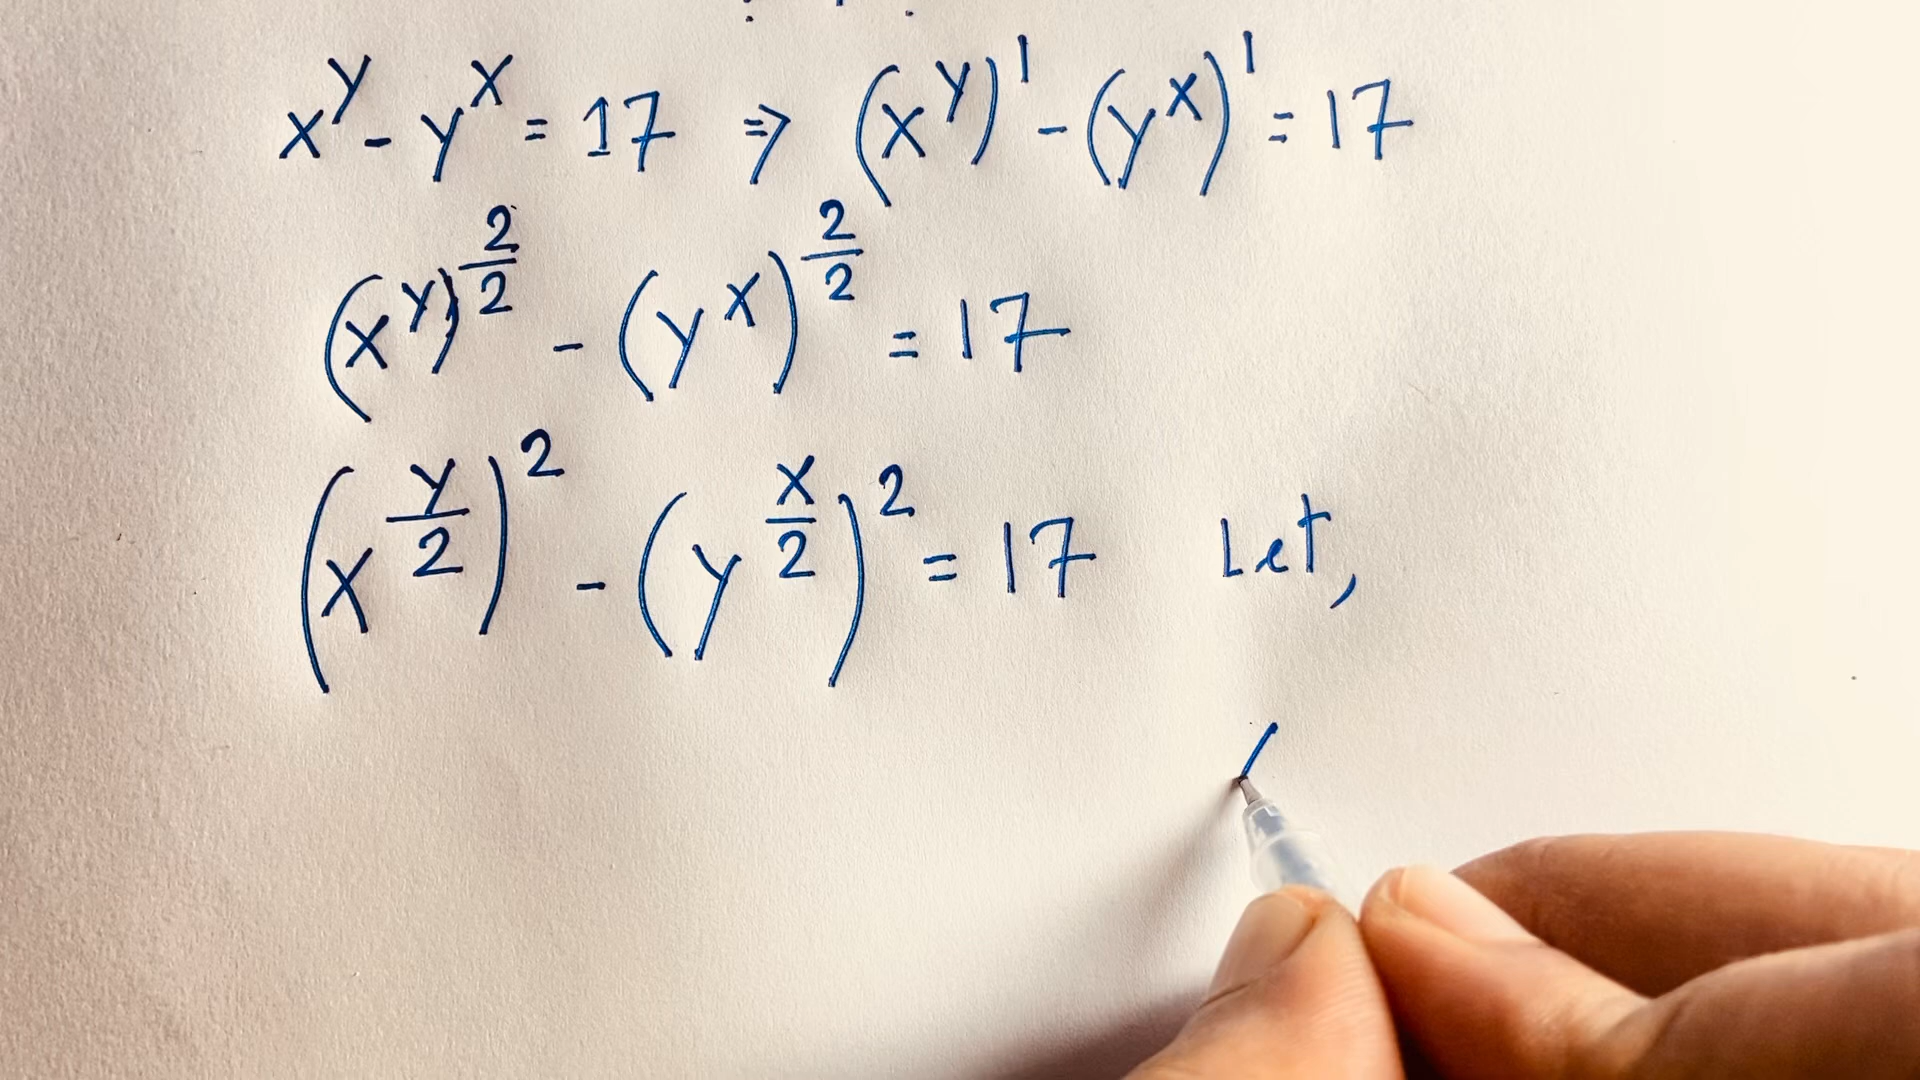 x^y - y^x = 17 ⇒ (x^y)^1 - (y^x)^1 = 17
(x^y)^(2/2) - (y^x)^(2/2) = 17
(x^(y/2))^2 - (y^(x/2))^2 = 17 Let,